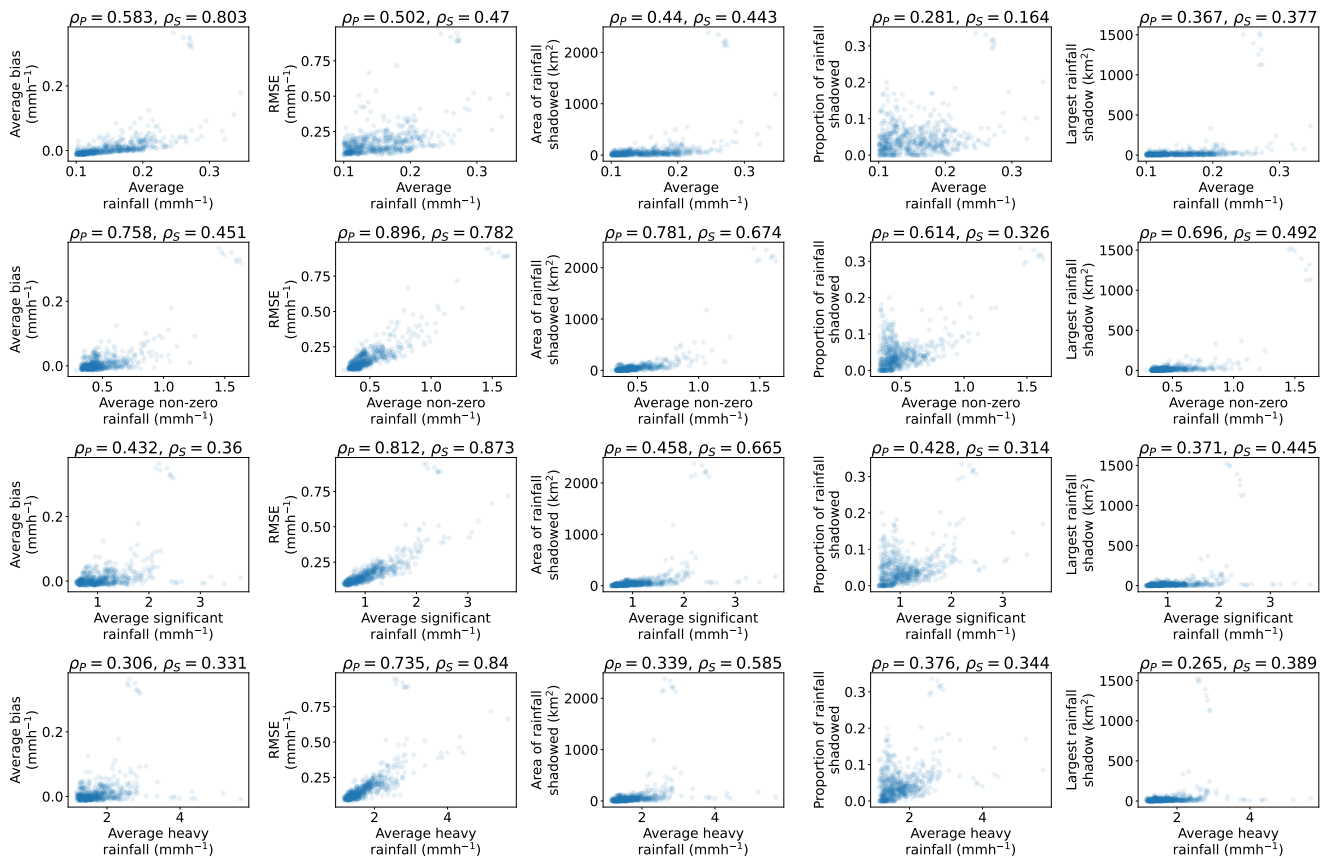 ρP = 0.583, ρS = 0.803
Average bias
(mmh⁻¹)
0.2
0.0
0.1 0.2 0.3
Average
rainfall (mmh⁻¹)
ρP = 0.502, ρS = 0.47
RMSE
(mmh⁻¹)
0.75
0.50
0.25
0.1 0.2 0.3
Average
rainfall (mmh⁻¹)
ρP = 0.44, ρS = 0.443
Area of rainfall
shadowed (km²)
2000
1000
0
0.1 0.2 0.3
Average
rainfall (mmh⁻¹)
ρP = 0.281, ρS = 0.164
Proportion of rainfall
shadowed
0.3
0.2
0.1
0.0
0.1 0.2 0.3
Average
rainfall (mmh⁻¹)
ρP = 0.367, ρS = 0.377
Largest rainfall
shadow (km²)
1500
1000
500
0
0.1 0.2 0.3
Average
rainfall (mmh⁻¹)
ρP = 0.758, ρS = 0.451
Average bias
(mmh⁻¹)
0.2
0.0
0.5 1.0 1.5
Average non-zero
rainfall (mmh⁻¹)
ρP = 0.896, ρS = 0.782
RMSE
(mmh⁻¹)
0.75
0.50
0.25
0.5 1.0 1.5
Average non-zero
rainfall (mmh⁻¹)
ρP = 0.781, ρS = 0.674
Area of rainfall
shadowed (km²)
2000
1000
0
0.5 1.0 1.5
Average non-zero
rainfall (mmh⁻¹)
ρP = 0.614, ρS = 0.326
Proportion of rainfall
shadowed
0.3
0.2
0.1
0.0
0.5 1.0 1.5
Average non-zero
rainfall (mmh⁻¹)
ρP = 0.696, ρS = 0.492
Largest rainfall
shadow (km²)
1500
1000
500
0
0.5 1.0 1.5
Average non-zero
rainfall (mmh⁻¹)
ρP = 0.432, ρS = 0.36
Average bias
(mmh⁻¹)
0.2
0.0
1 2 3
Average significant
rainfall (mmh⁻¹)
ρP = 0.812, ρS = 0.873
RMSE
(mmh⁻¹)
0.75
0.50
0.25
1 2 3
Average significant
rainfall (mmh⁻¹)
ρP = 0.458, ρS = 0.665
Area of rainfall
shadowed (km²)
2000
1000
0
1 2 3
Average significant
rainfall (mmh⁻¹)
ρP = 0.428, ρS = 0.314
Proportion of rainfall
shadowed
0.3
0.2
0.1
0.0
1 2 3
Average significant
rainfall (mmh⁻¹)
ρP = 0.371, ρS = 0.445
Largest rainfall
shadow (km²)
1500
1000
500
0
1 2 3
Average significant
rainfall (mmh⁻¹)
ρP = 0.306, ρS = 0.331
Average bias
(mmh⁻¹)
0.2
0.0
2 4
Average heavy
rainfall (mmh⁻¹)
ρP = 0.735, ρS = 0.84
RMSE
(mmh⁻¹)
0.75
0.50
0.25
2 4
Average heavy
rainfall (mmh⁻¹)
ρP = 0.339, ρS = 0.585
Area of rainfall
shadowed (km²)
2000
1000
0
2 4
Average heavy
rainfall (mmh⁻¹)
ρP = 0.376, ρS = 0.344
Proportion of rainfall
shadowed
0.3
0.2
0.1
0.0
2 4
Average heavy
rainfall (mmh⁻¹)
ρP = 0.265, ρS = 0.389
Largest rainfall
shadow (km²)
1500
1000
500
0
2 4
Average heavy
rainfall (mmh⁻¹)